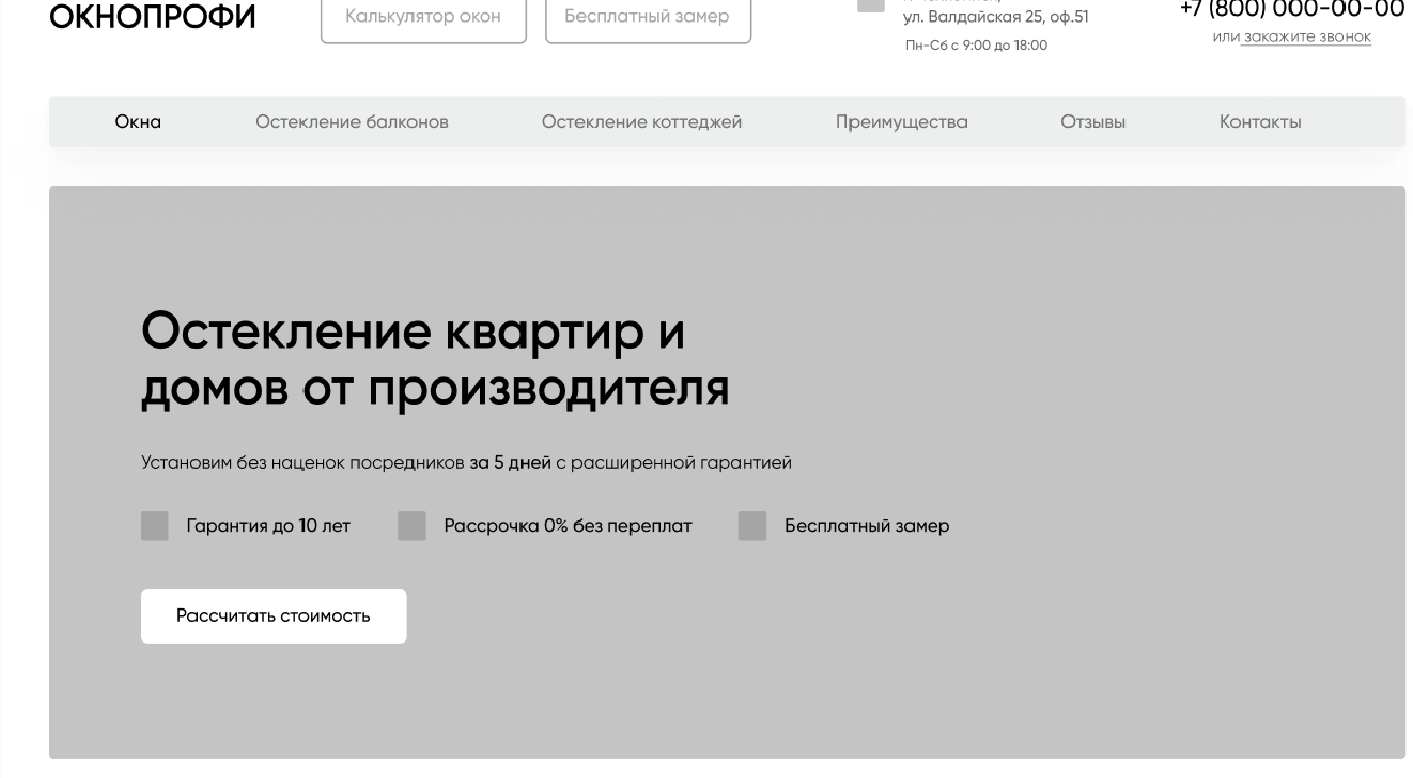 ОКНОПРОФИ
Калькулятор окон
Бесплатный замер
ул. Валдайская 25, оф.51
Пн-Сб с 9:00 до 18:00
+7 (800) 000-00-00
или закажите звонок
Окна
Остекление балконов
Остекление коттеджей
Преимущества
Отзывы
Контакты
Остекление квартир и
домов от производителя
Установим без наценок посредников за 5 дней с расширенной гарантией
Гарантия до 10 лет
Рассрочка 0% без переплат
Бесплатный замер
Рассчитать стоимость